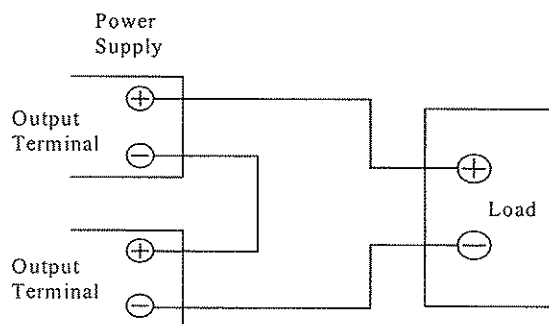 Power
Supply
+
Output
Terminal
−
+
Load
−
+
Output
Terminal
−